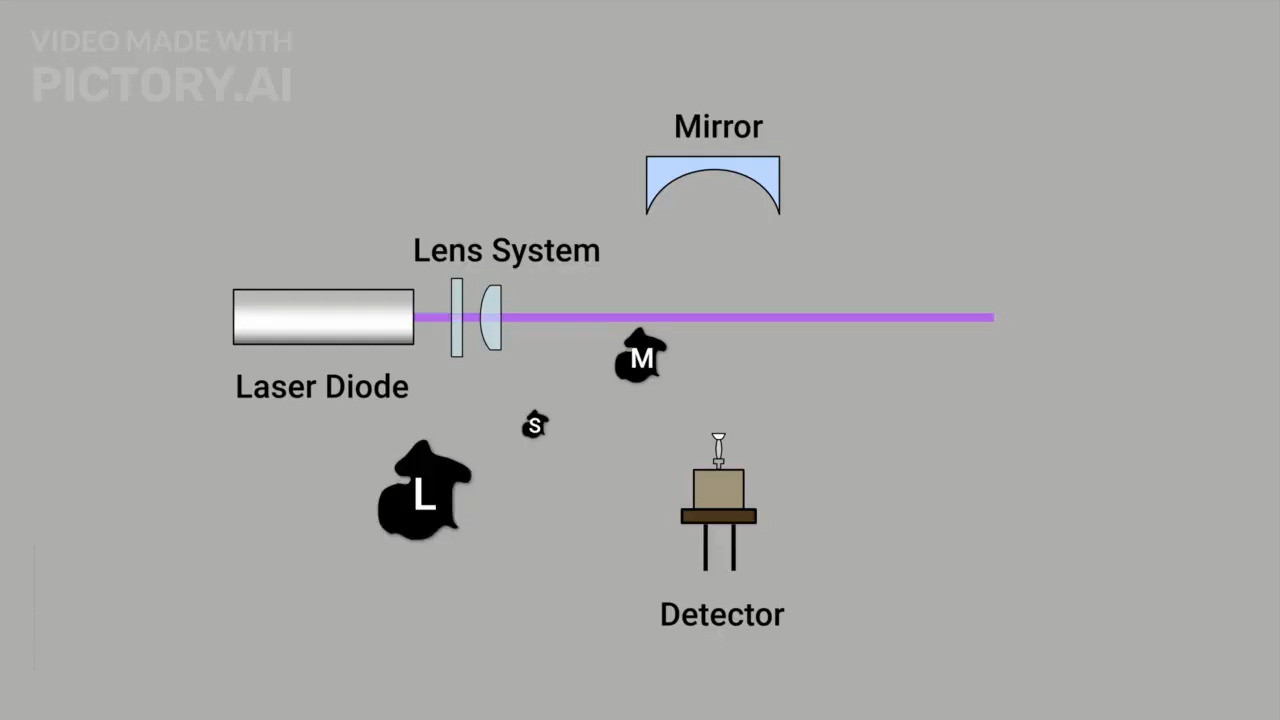 VIDEO MADE WITH
PICTORY.AI
Mirror
Lens System
M
Laser Diode
S
L
Detector